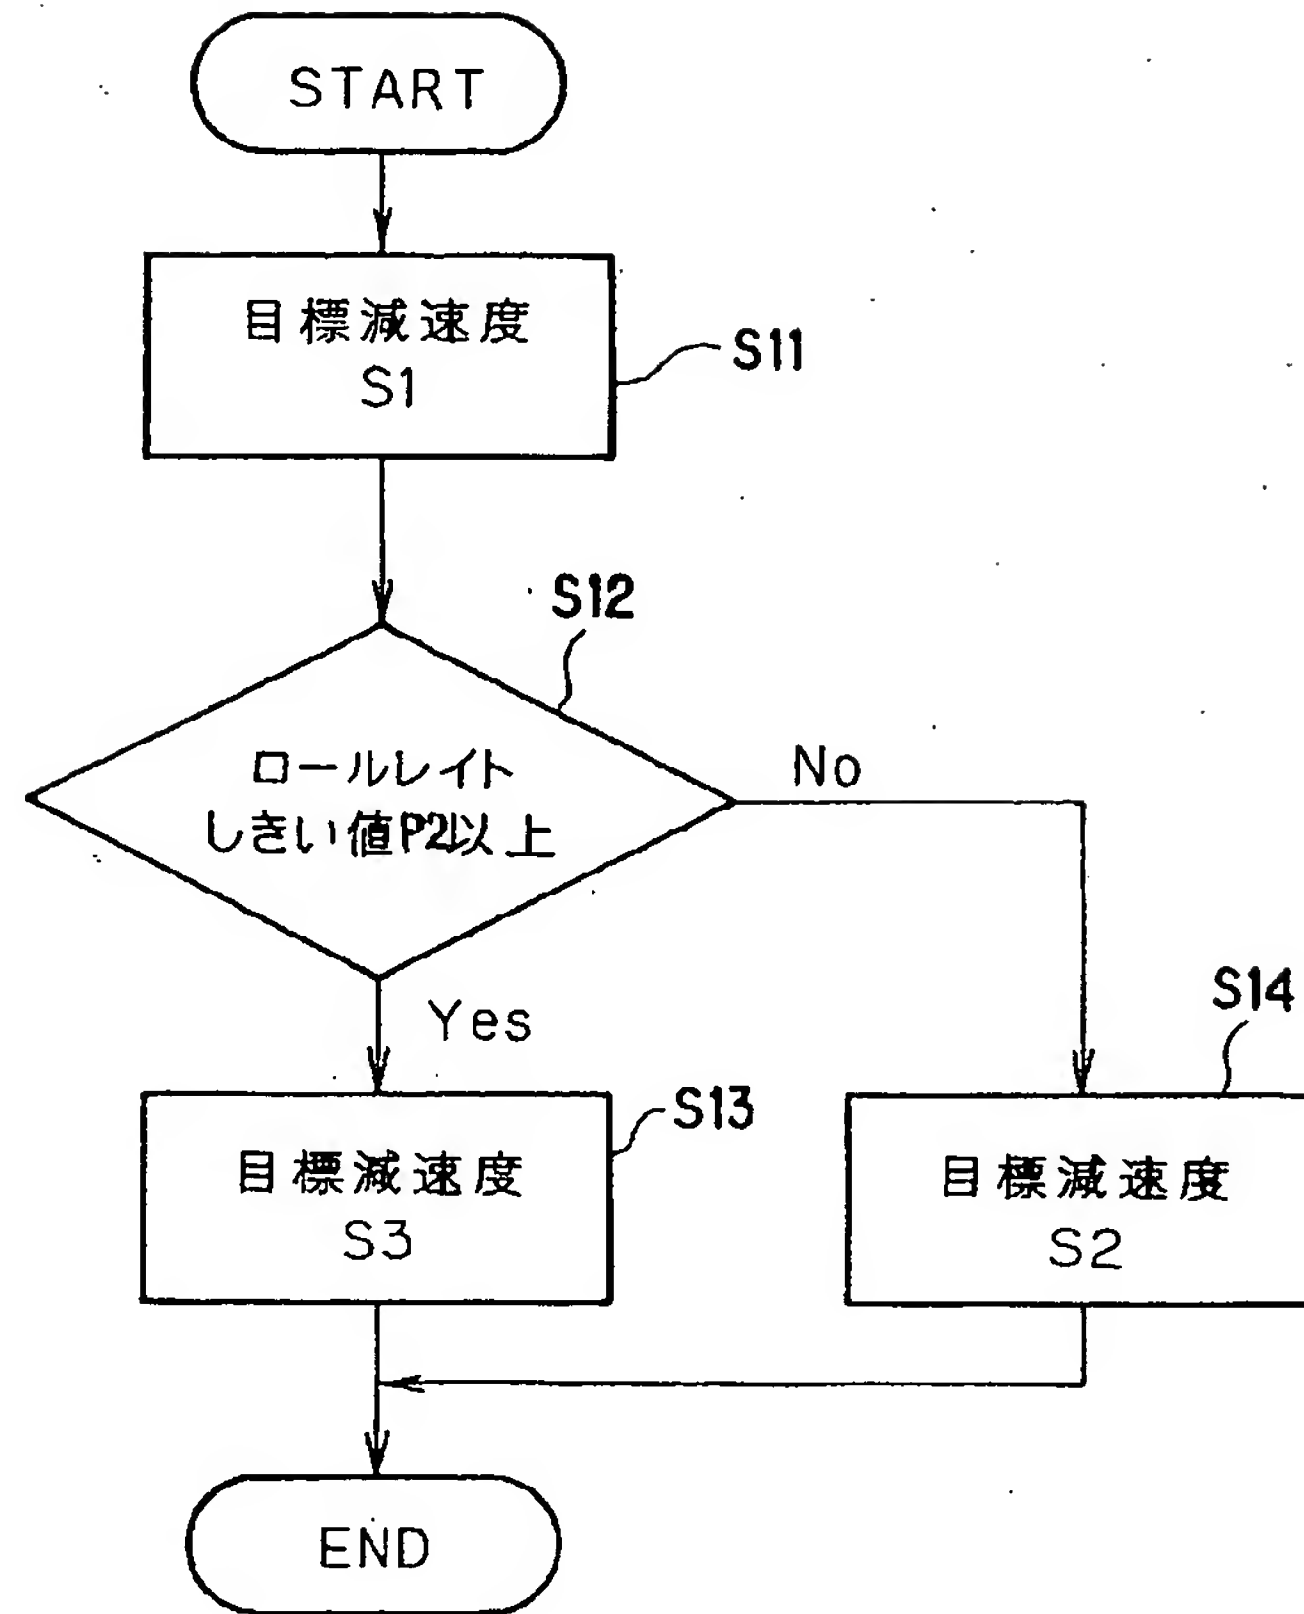 START
目標減速度
S1
S11
S12
ロールレイト
しきい値P2以上
No
Yes
S14
S13
目標減速度
S3
目標減速度
S2
END